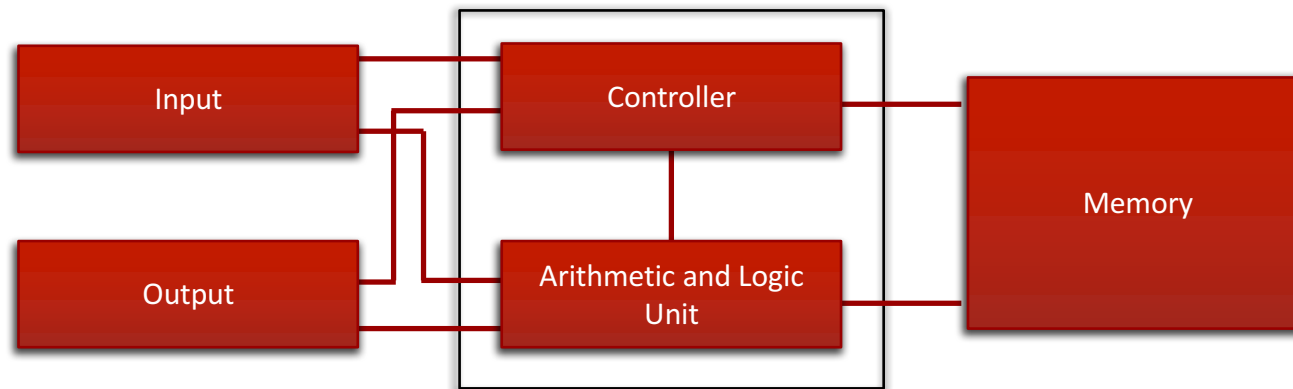 Input
Controller
Memory
Output
Arithmetic and Logic
Unit